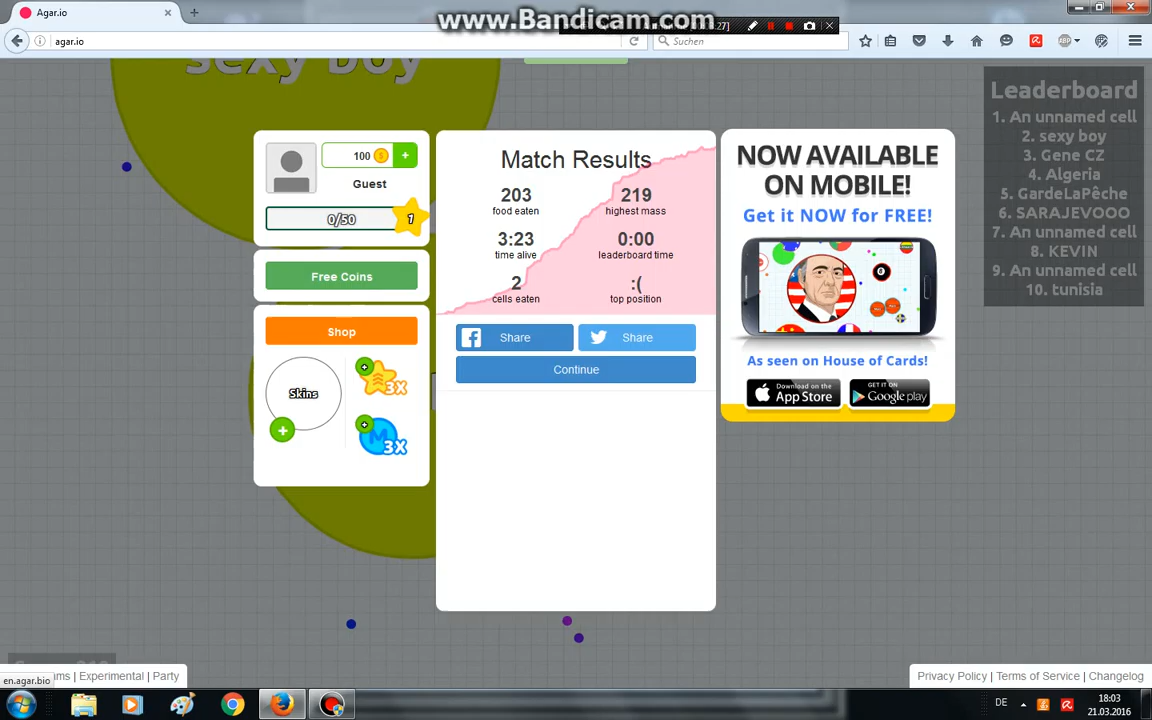 Agar.io
www.Bandicam.com
agar.io
Suchen
sexy boy
Leaderboard
1. An unnamed cell
2. sexy boy
3. Gene CZ
4. Algeria
5. GardeLaPêche
6. SARAJEVOOO
7. An unnamed cell
8. KEVIN
9. An unnamed cell
10. tunisia
100
+
Guest
0/50
1
Free Coins
Shop
Skins
3X
M 3X
Match Results
203
food eaten
219
highest mass
3:23
time alive
0:00
leaderboard time
2
cells eaten
:(
top position
Share
Share
Continue
NOW AVAILABLE
ON MOBILE!
Get it NOW for FREE!
8
As seen on House of Cards!
Download on the
App Store
GET IT ON
Google play
| Experimental | Party
en.agar.bio
Privacy Policy | Terms of Service | Changelog
DE
18:03
21.03.2016